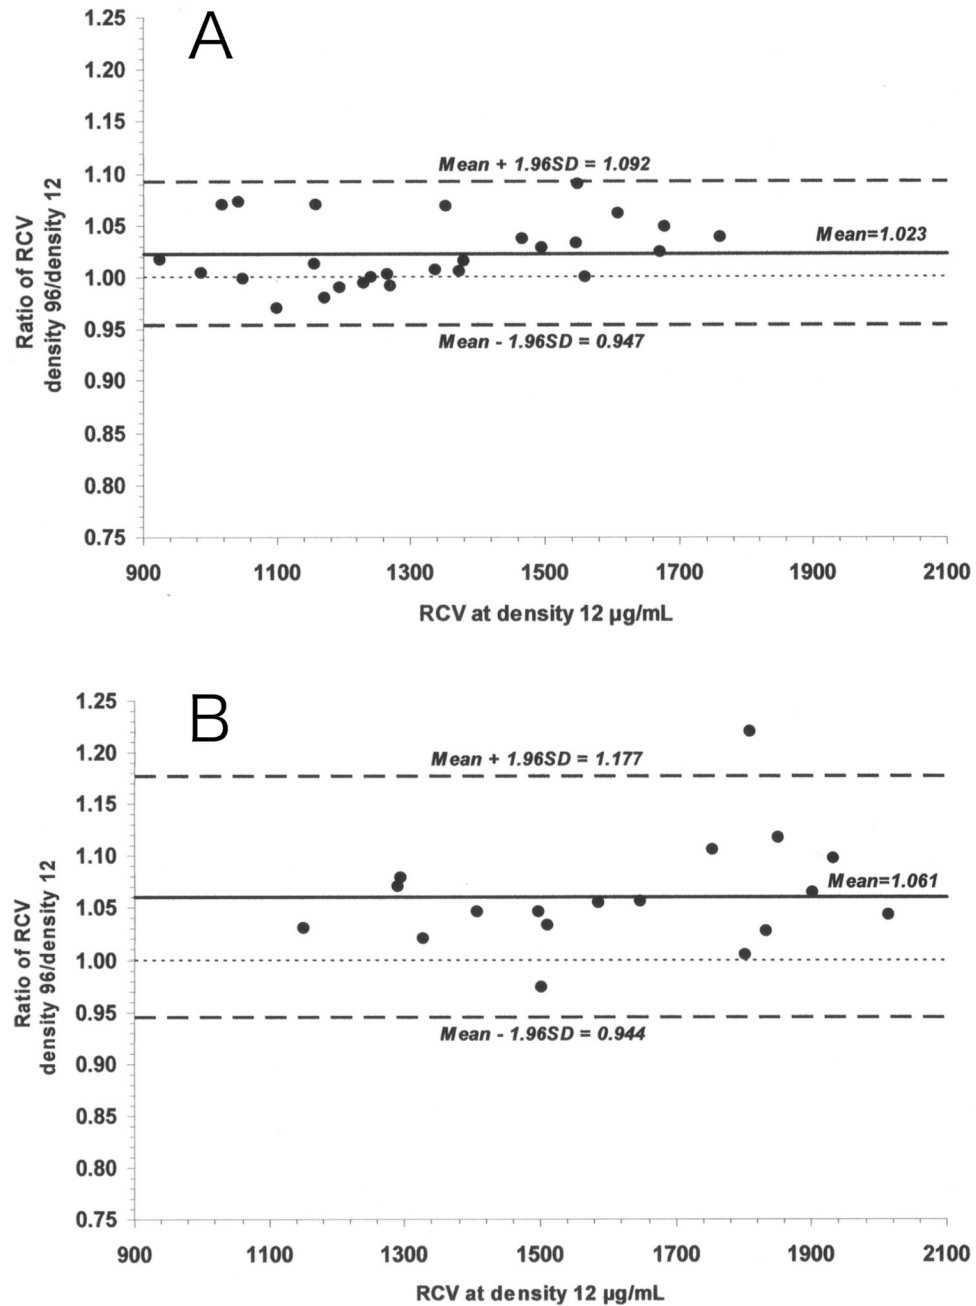 A
1.25
1.20
1.15
1.10
1.05
1.00
0.95
0.90
0.85
0.80
0.75
Ratio of RCV
density 96/density 12
Mean + 1.96SD = 1.092
Mean=1.023
Mean - 1.96SD = 0.947
900 1100 1300 1500 1700 1900 2100
RCV at density 12 µg/mL
B
1.25
1.20
1.15
1.10
1.05
1.00
0.95
0.90
0.85
0.80
0.75
Ratio of RCV
density 96/density 12
Mean + 1.96SD = 1.177
Mean=1.061
Mean - 1.96SD = 0.944
900 1100 1300 1500 1700 1900 2100
RCV at density 12 µg/mL